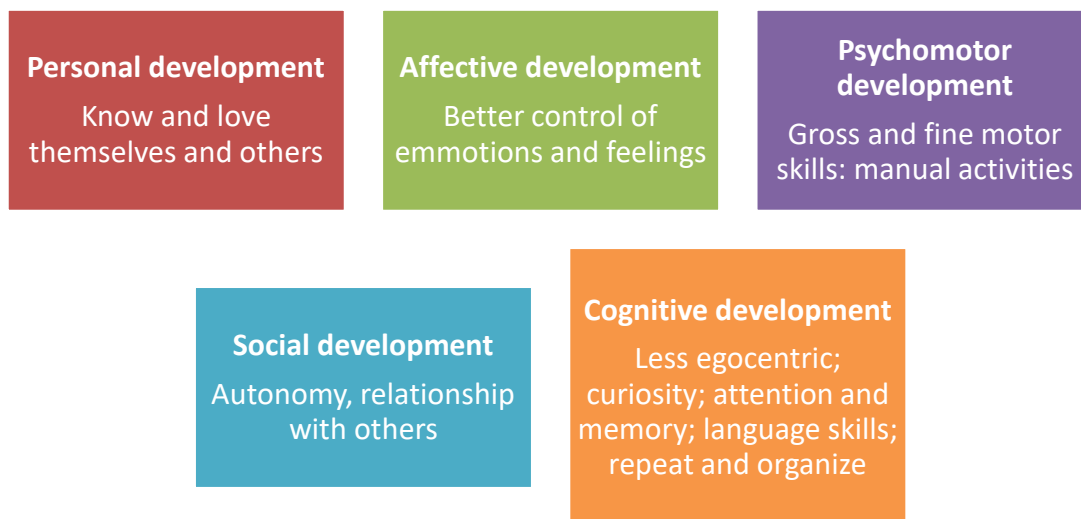 Personal development
Know and love
themselves and others
Affective development
Better control of
emmotions and feelings
Psychomotor
development
Gross and fine motor
skills: manual activities
Social development
Autonomy, relationship
with others
Cognitive development
Less egocentric;
curiosity; attention and
memory; language skills;
repeat and organize